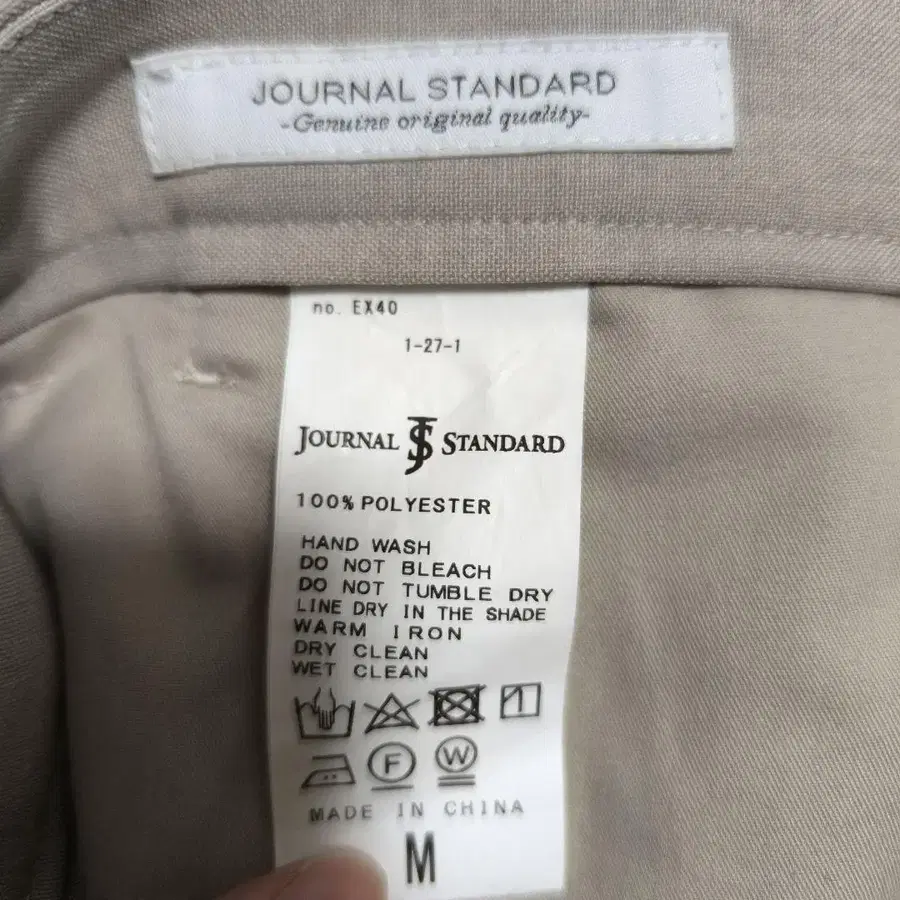 JOURNAL STANDARD
-Genuine original quality-
no. EX40
1-27-1
JOURNAL JS STANDARD
100% POLYESTER
HAND WASH
DO NOT BLEACH
DO NOT TUMBLE DRY
LINE DRY IN THE SHADE
WARM IRON
DRY CLEAN
WET CLEAN
F W
MADE IN CHINA
M